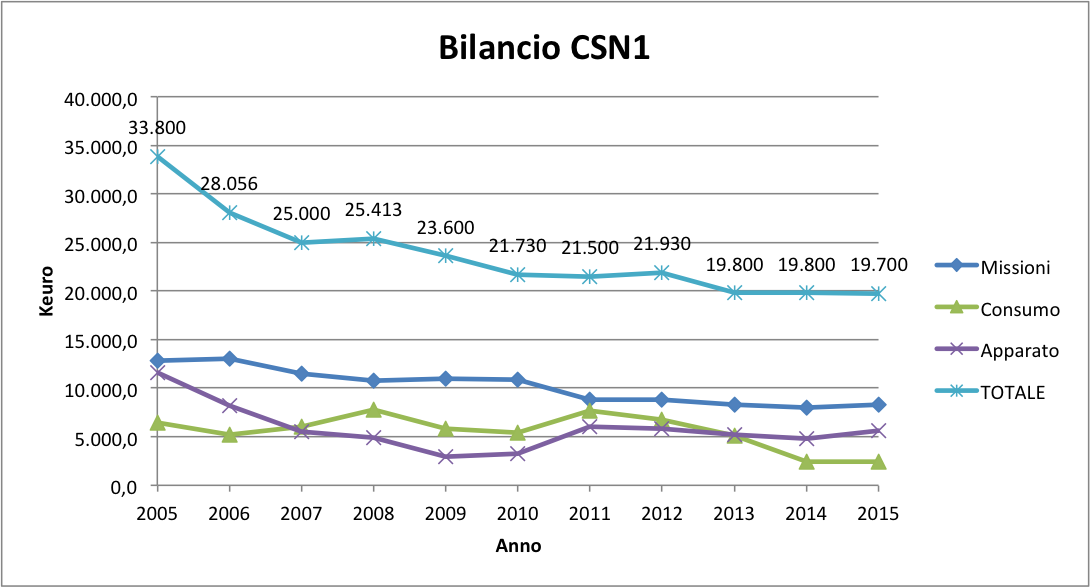 Bilancio CSN1
40.000,0
35.000,0
30.000,0
25.000,0
20.000,0
15.000,0
10.000,0
5.000,0
0,0
Keuro
33.800
28.056
25.000
25.413
23.600
21.730
21.500
21.930
19.800
19.800
19.700
2005 2006 2007 2008 2009 2010 2011 2012 2013 2014 2015
Anno
Missioni
Consumo
Apparato
TOTALE